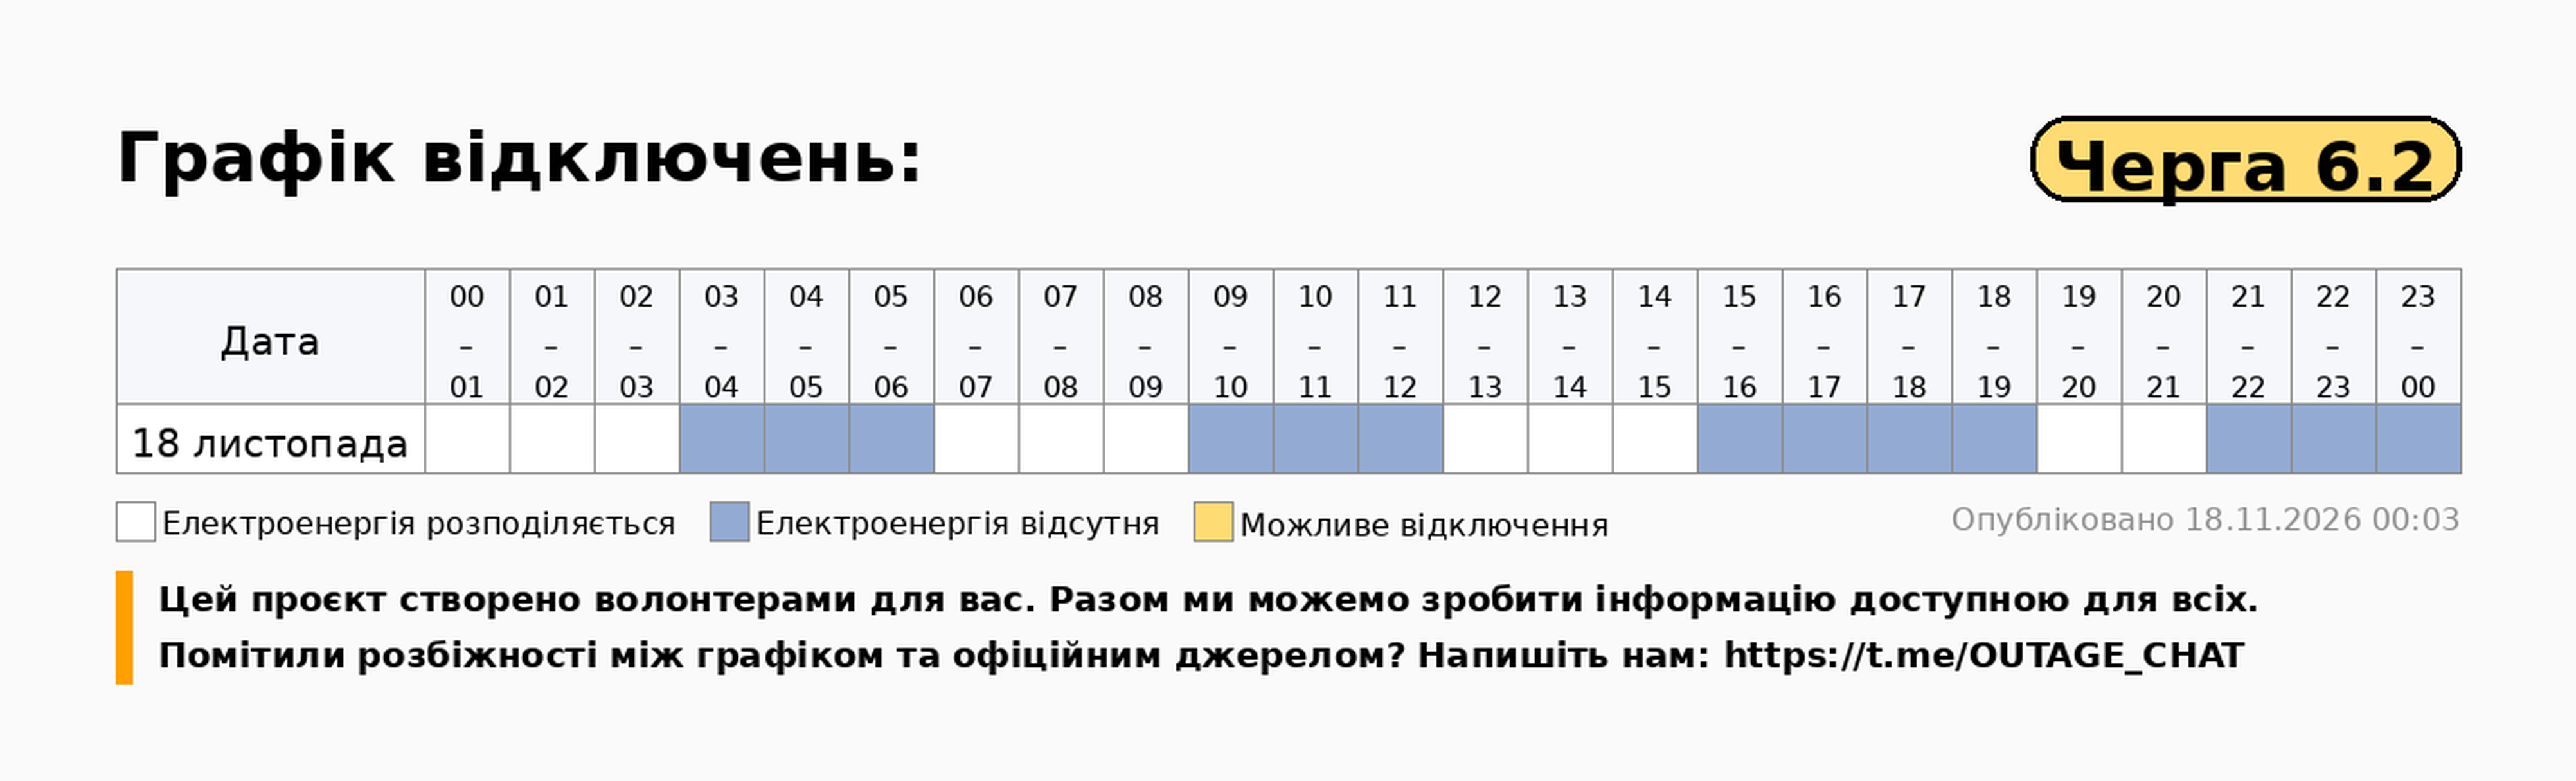 Графік відключень:
Черга 6.2
Дата
00 – 01
01 – 02
02 – 03
03 – 04
04 – 05
05 – 06
06 – 07
07 – 08
08 – 09
09 – 10
10 – 11
11 – 12
12 – 13
13 – 14
14 – 15
15 – 16
16 – 17
17 – 18
18 – 19
19 – 20
20 – 21
21 – 22
22 – 23
23 – 00
18 листопада
Електроенергія розподіляється
Електроенергія відсутня
Можливе відключення
Опубліковано 18.11.2026 00:03
Цей проєкт створено волонтерами для вас. Разом ми можемо зробити інформацію доступною для всіх.
Помітили розбіжності між графіком та офіційним джерелом? Напишіть нам: https://t.me/OUTAGE_CHAT